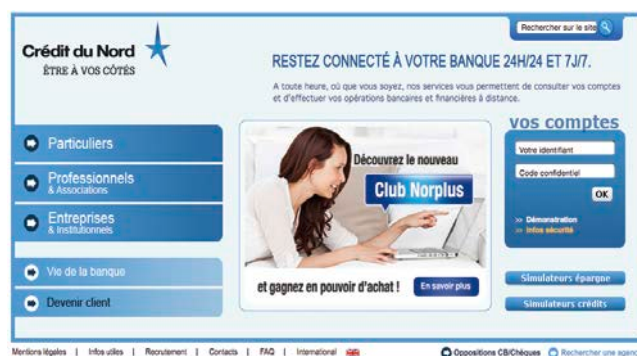 Rechercher sur le site
Crédit du Nord
ÊTRE À VOS CÔTÉS
RESTEZ CONNECTÉ À VOTRE BANQUE 24H/24 ET 7J/7.
A toute heure, où que vous soyez, nos services vous permettent de consulter vos comptes
et d'effectuer vos opérations bancaires et financières à distance.
Particuliers
Professionnels
& Associations
Entreprises
& Institutionnels
Vie de la banque
Devenir client
Découvrez le nouveau
Club Norplus
et gagnez en pouvoir d'achat !
En savoir plus
vos comptes
Votre identifiant
Code confidentiel
OK
>> Démonstration
>> Infos sécurité
Simulateurs épargne
Simulateurs crédits
Mentions légales | Infos utiles | Recrutement | Contacts | FAQ | International
Oppositions CB/Chèques
Rechercher une agen